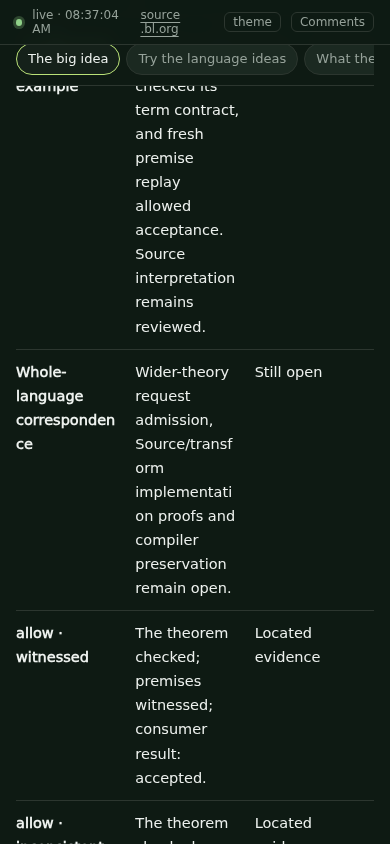 live · 08:37:04 AM
source.bl.org
theme
Comments
The big idea
Try the language ideas
What the
example
checked its
term contract,
and fresh
premise
replay
allowed
acceptance.
Source
interpretation
remains
reviewed.
Whole-
language
corresponden
ce
Wider-theory
request
admission,
Source/transf
orm
implementati
on proofs and
compiler
preservation
remain open.
Still open
allow ·
witnessed
The theorem
checked;
premises
witnessed;
consumer
result:
accepted.
Located
evidence
allow ·
The theorem
Located